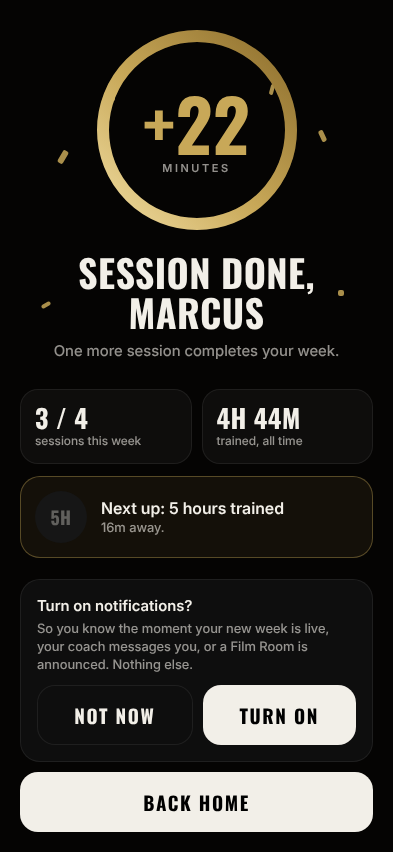 +22
MINUTES
SESSION DONE,
MARCUS
One more session completes your week.
3 / 4
sessions this week
4H 44M
trained, all time
5H
Next up: 5 hours trained
16m away.
Turn on notifications?
So you know the moment your new week is live,
your coach messages you, or a Film Room is
announced. Nothing else.
NOT NOW
TURN ON
BACK HOME